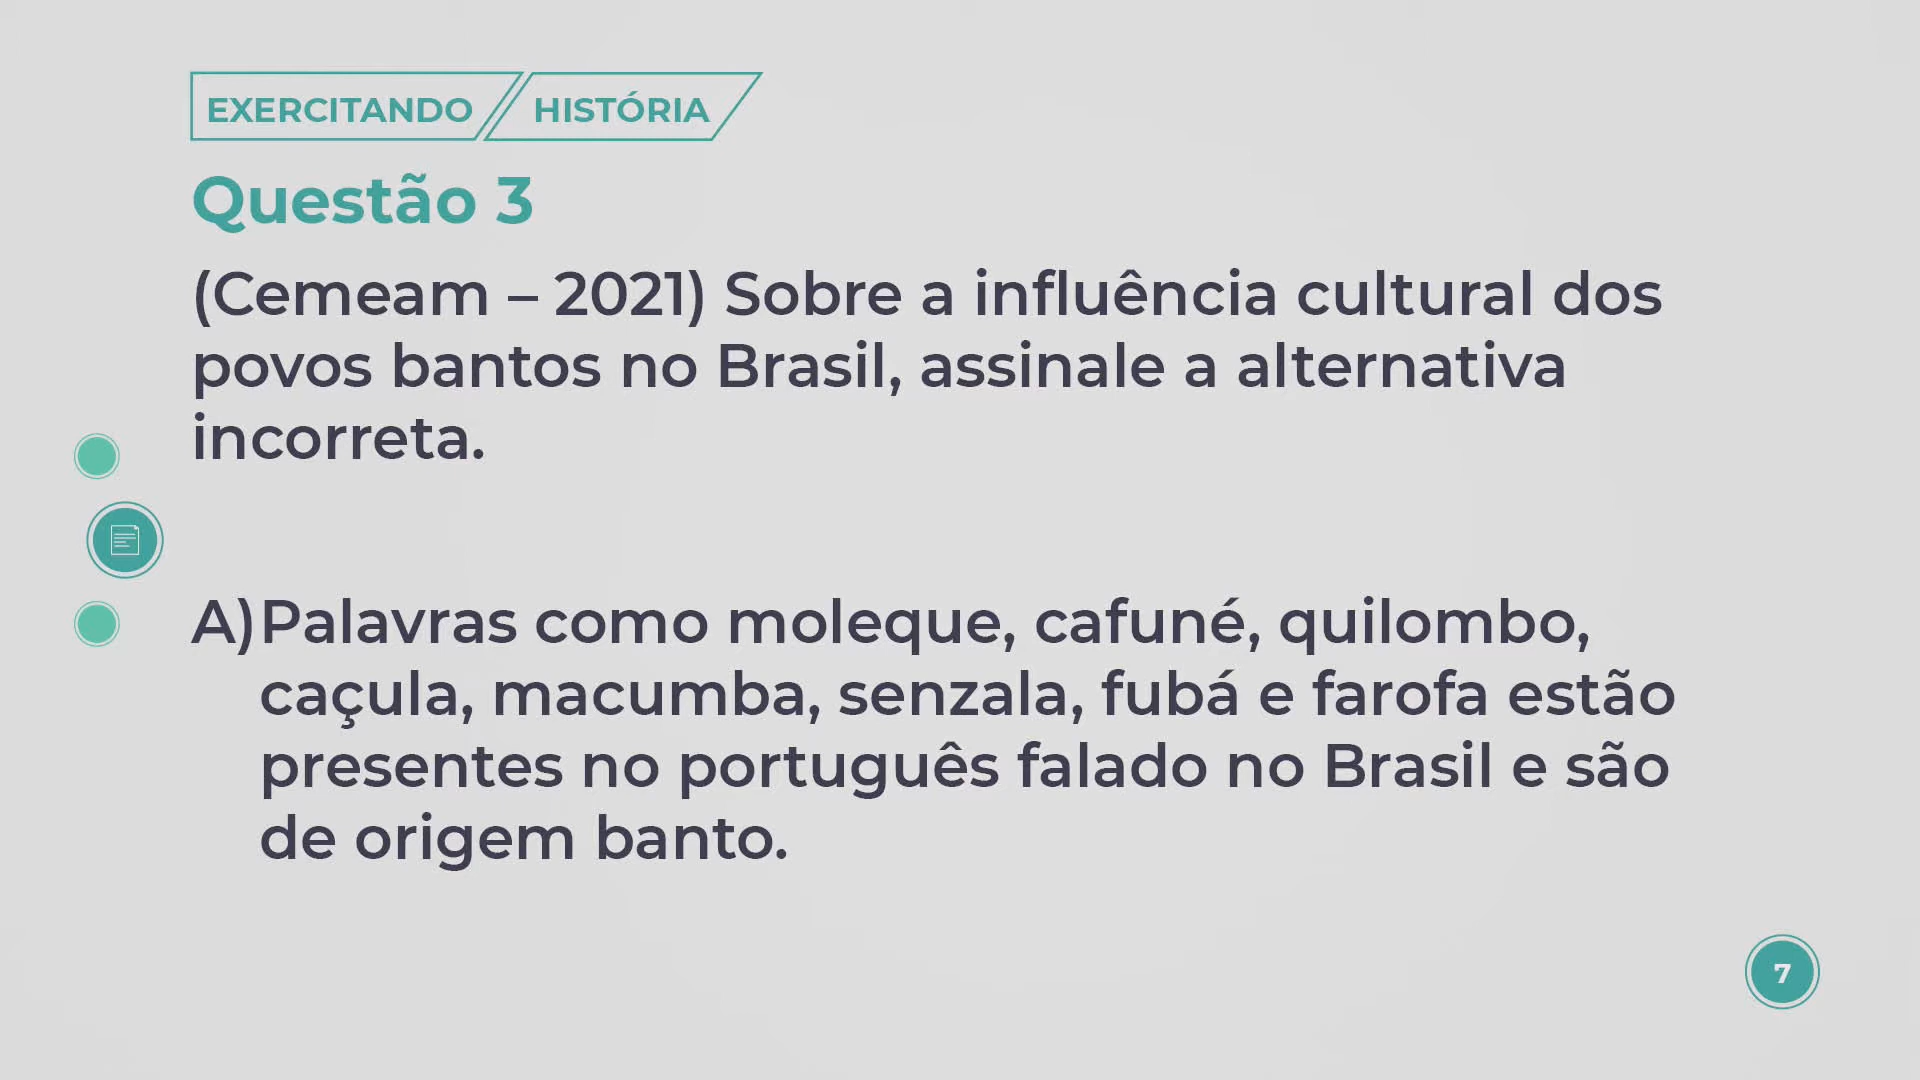 EXERCITANDO HISTÓRIA
Questão 3
(Cemeam – 2021) Sobre a influência cultural dos
povos bantos no Brasil, assinale a alternativa
incorreta.
A) Palavras como moleque, cafuné, quilombo,
caçula, macumba, senzala, fubá e farofa estão
presentes no português falado no Brasil e são
de origem banto.
7